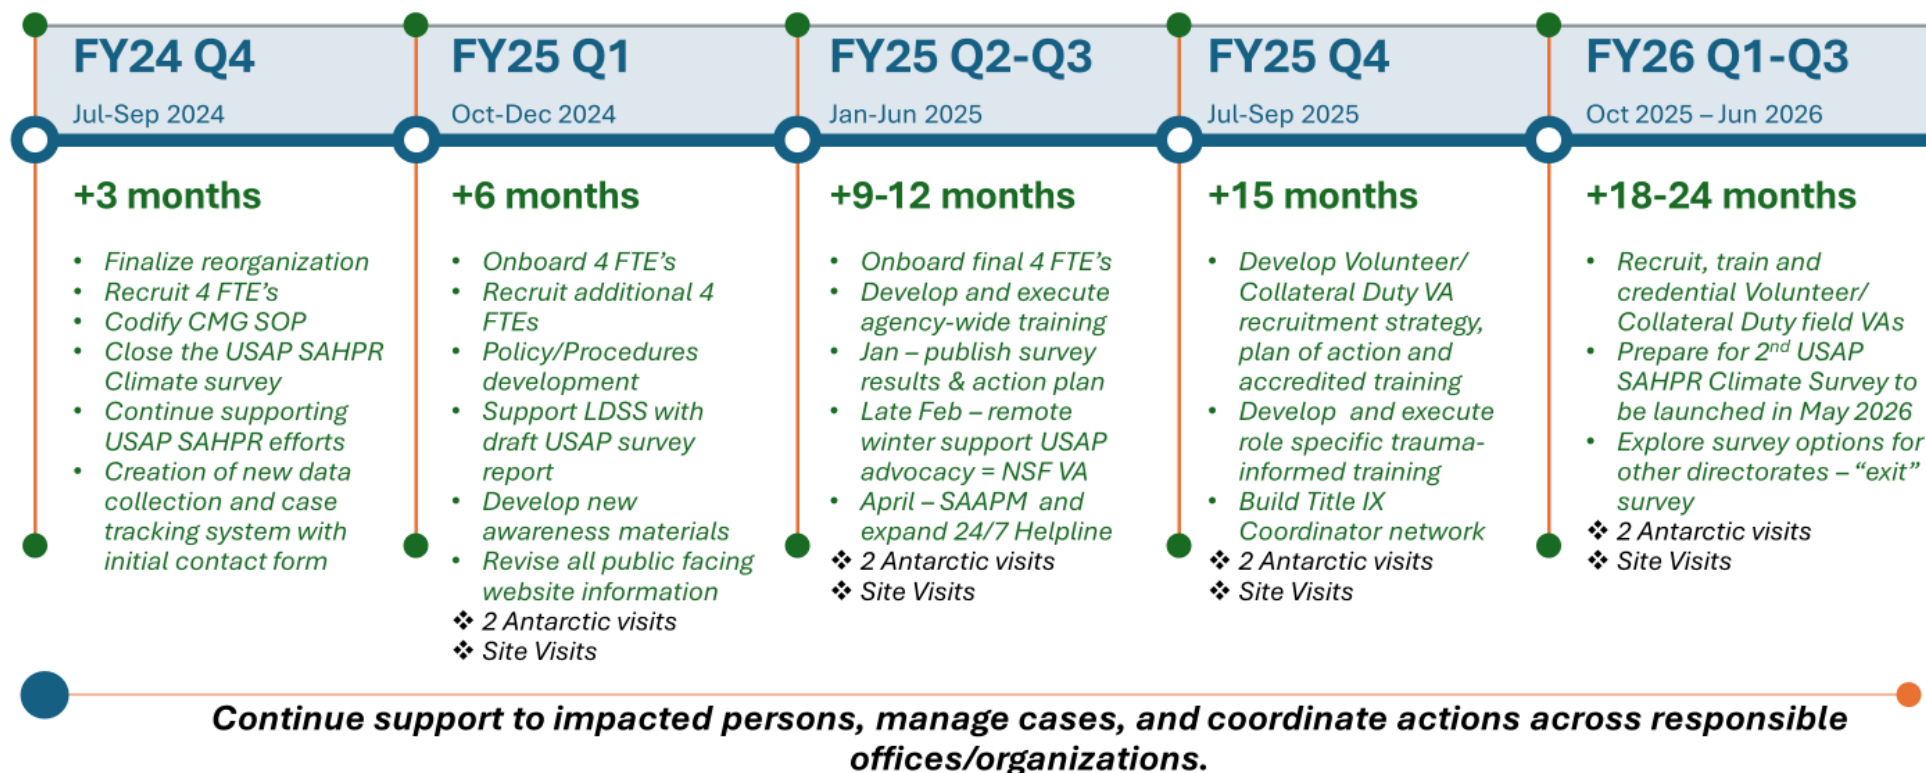 FY24 Q4
Jul-Sep 2024
+3 months
• Finalize reorganization
• Recruit 4 FTE’s
• Codify CMG SOP
• Close the USAP SAHPR
Climate survey
• Continue supporting
USAP SAHPR efforts
• Creation of new data
collection and case
tracking system with
initial contact form
FY25 Q1
Oct-Dec 2024
+6 months
• Onboard 4 FTE’s
• Recruit additional 4
FTEs
• Policy/Procedures
development
• Support LDSS with
draft USAP survey
report
• Develop new
awareness materials
• Revise all public facing
website information
❖ 2 Antarctic visits
❖ Site Visits
FY25 Q2-Q3
Jan-Jun 2025
+9-12 months
• Onboard final 4 FTE’s
• Develop and execute
agency-wide training
• Jan – publish survey
results & action plan
• Late Feb – remote
winter support USAP
advocacy = NSF VA
• April – SAAPM and
expand 24/7 Helpline
❖ 2 Antarctic visits
❖ Site Visits
FY25 Q4
Jul-Sep 2025
+15 months
• Develop Volunteer/
Collateral Duty VA
recruitment strategy,
plan of action and
accredited training
• Develop and execute
role specific trauma-
informed training
• Build Title IX
Coordinator network
❖ 2 Antarctic visits
❖ Site Visits
FY26 Q1-Q3
Oct 2025 – Jun 2026
+18-24 months
• Recruit, train and
credential Volunteer/
Collateral Duty field VAs
• Prepare for 2nd USAP
SAHPR Climate Survey to
be launched in May 2026
• Explore survey options for
other directorates – “exit”
survey
❖ 2 Antarctic visits
❖ Site Visits
Continue support to impacted persons, manage cases, and coordinate actions across responsible
offices/organizations.